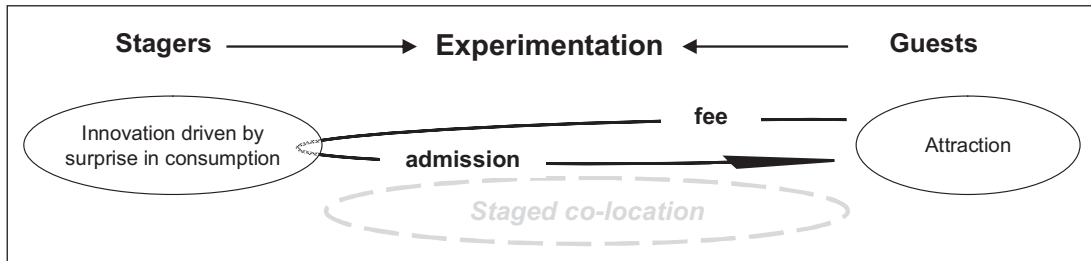 Stagers Experimentation Guests
Innovation driven by
surprise in consumption
fee
admission
Attraction
Staged co-location